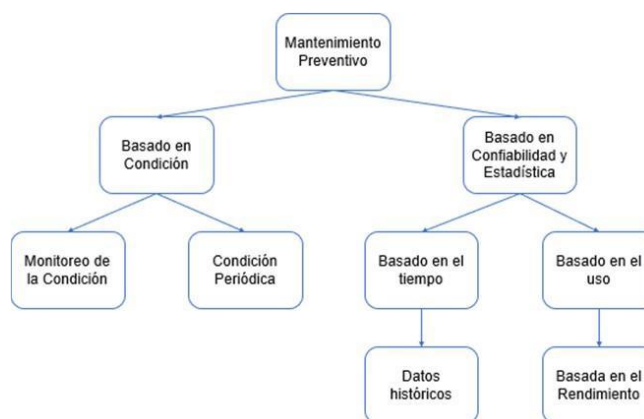 Mantenimiento
Preventivo
Basado en
Condición
Basado en
Confiabilidad y
Estadística
Monitoreo de
la Condición
Condición
Periódica
Basado en el
tiempo
Basado en el
uso
Datos
históricos
Basada en el
Rendimiento